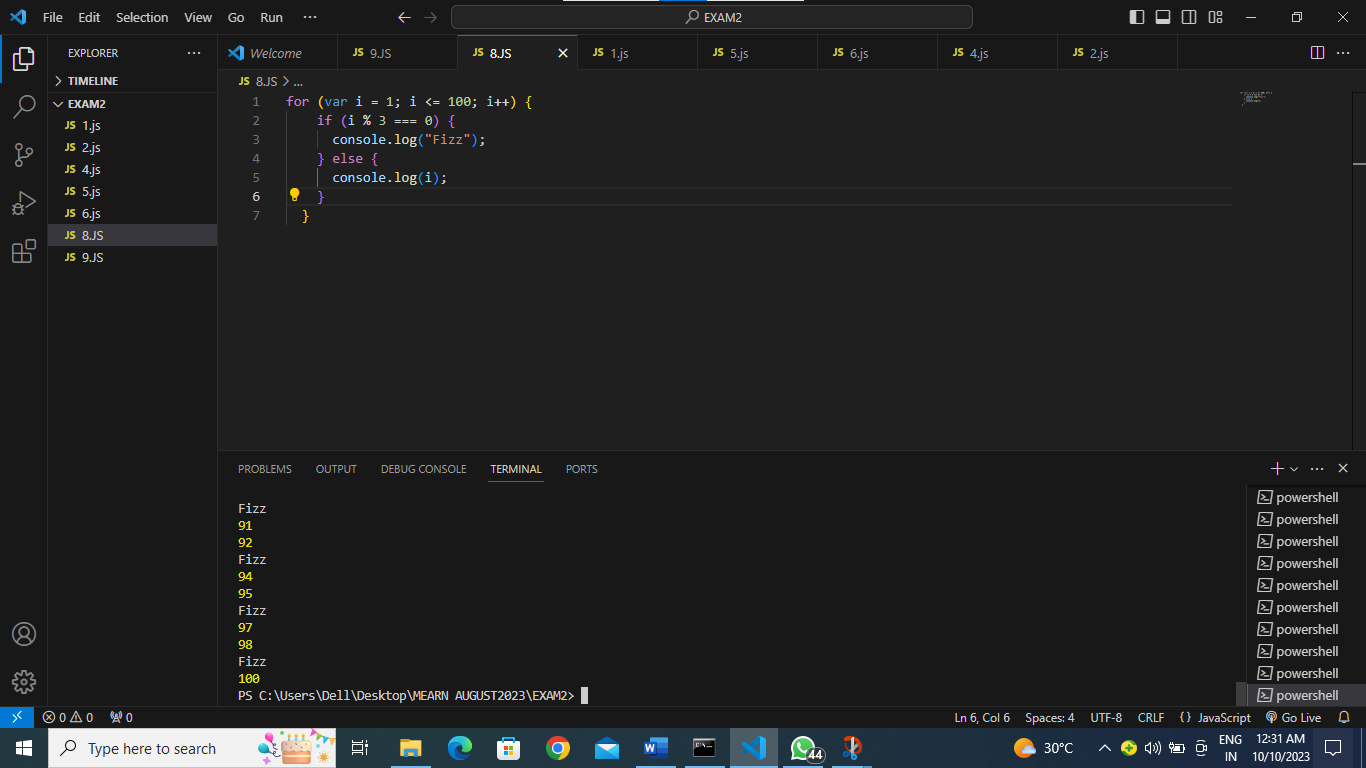 File Edit Selection View Go Run ··· EXAM2
EXPLORER ···
TIMELINE
EXAM2
JS 1.js
JS 2.js
JS 4.js
JS 5.js
JS 6.js
JS 8.JS
JS 9.JS
Welcome JS 9.JS JS 8.JS JS 1.js JS 5.js JS 6.js JS 4.js JS 2.js
JS 8.JS > ...
1 for (var i = 1; i <= 100; i++) {
2 if (i % 3 === 0) {
3 console.log("Fizz");
4 } else {
5 console.log(i);
6 }
7 }
PROBLEMS OUTPUT DEBUG CONSOLE TERMINAL PORTS
Fizz
91
92
Fizz
94
95
Fizz
97
98
Fizz
100
PS C:\Users\Dell\Desktop\MEARN AUGUST2023\EXAM2>
powershell
powershell
powershell
powershell
powershell
powershell
powershell
powershell
powershell
powershell
0 0 0 Ln 6, Col 6 Spaces: 4 UTF-8 CRLF {} JavaScript Go Live
Type here to search 44 30°C ENG IN 12:31 AM 10/10/2023